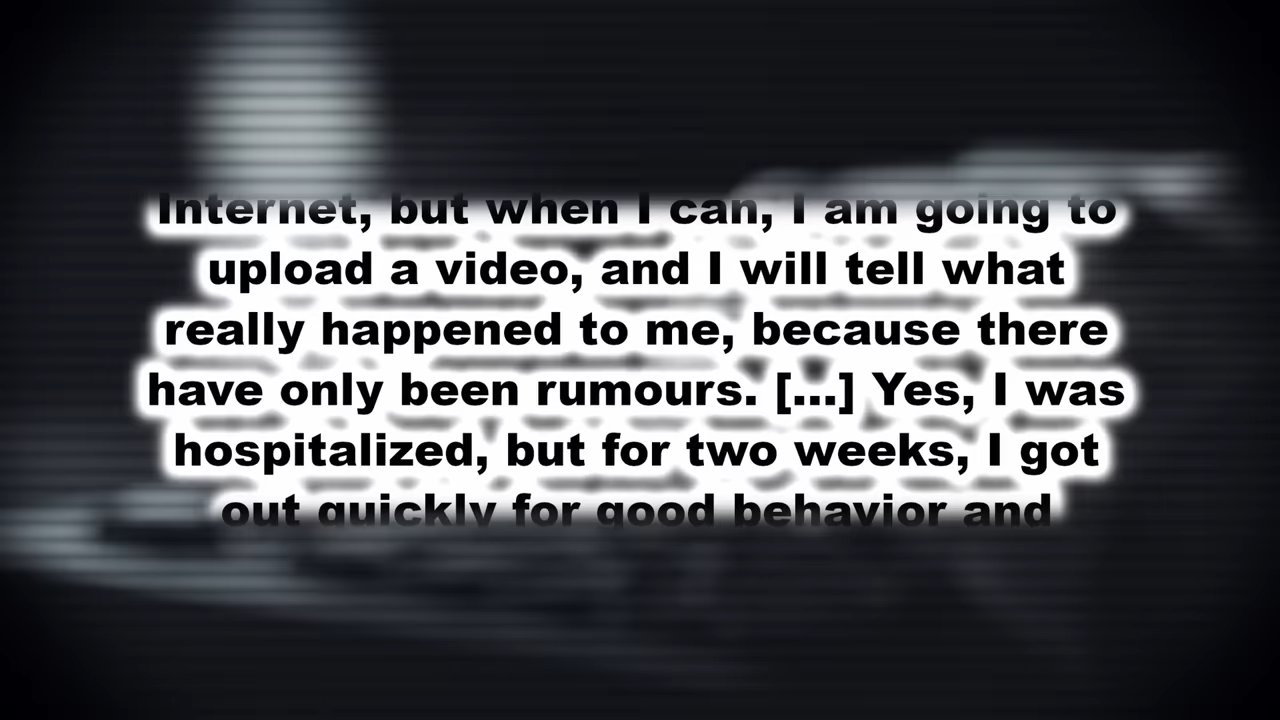 Internet, but when I can, I am going to
upload a video, and I will tell what
really happened to me, because there
have only been rumours. [...] Yes, I was
hospitalized, but for two weeks, I got
out quickly for good behavior and